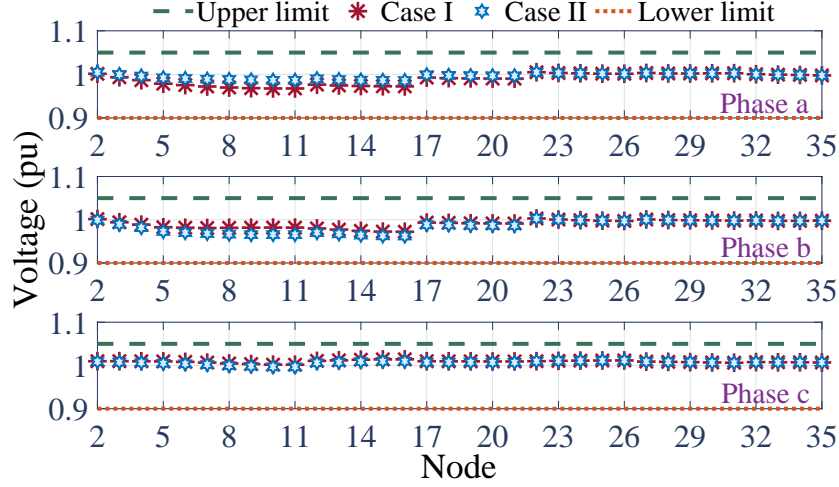 Upper limit Case I Case II Lower limit
1.1
1
0.9
Phase a
2 5 8 11 14 17 20 23 26 29 32 35
Voltage (pu)
1.1
1
0.9
Phase b
2 5 8 11 14 17 20 23 26 29 32 35
1.1
1
0.9
Phase c
2 5 8 11 14 17 20 23 26 29 32 35
Node